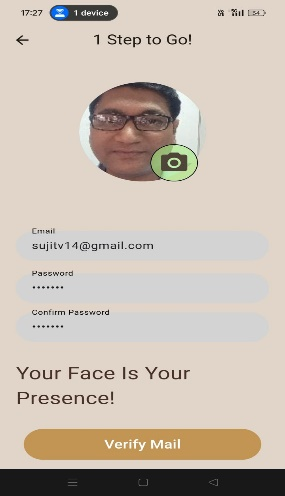 17:27
1 device
1 Step to Go!
Email
sujitv14@gmail.com
Password
•••••••
Confirm Password
•••••••
Your Face Is Your
Presence!
Verify Mail